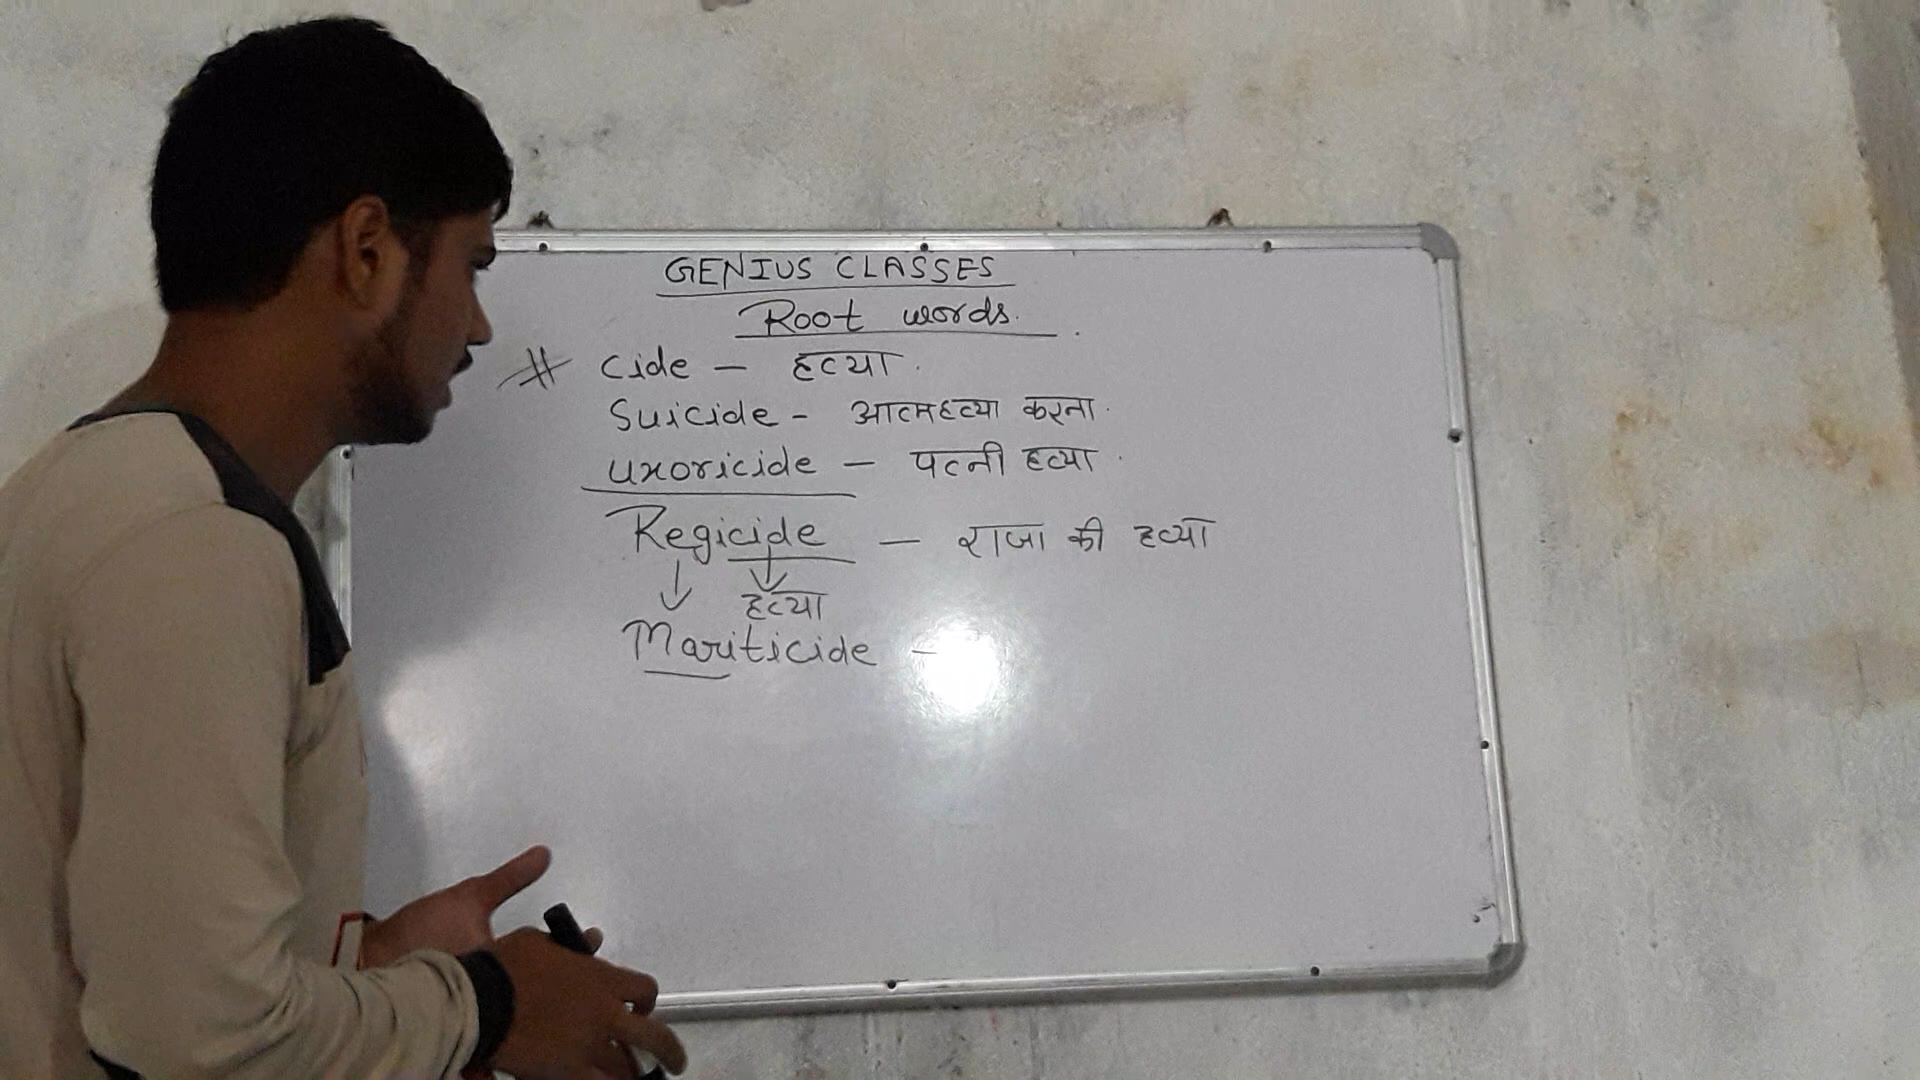 GENIUS CLASSES
Root words.
# Cide - हत्या.
Suicide - आत्महत्या करना.
uxoricide - पत्नी हत्या.
Regicide - राजा की हत्या
↓ ↓
हत्या
Mariticide -